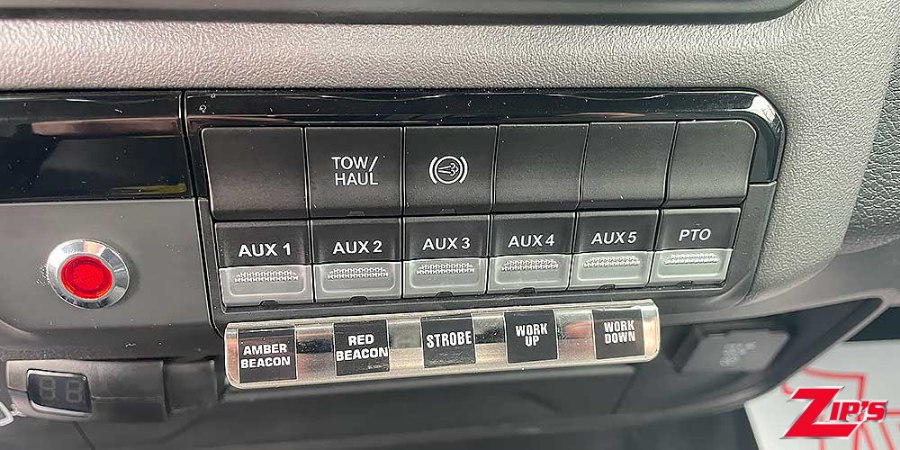 TOW/
HAUL
AUX 1 AUX 2 AUX 3 AUX 4 AUX 5 PTO
AMBER
BEACON
RED
BEACON
STROBE
WORK
UP
WORK
DOWN
ZIP'S